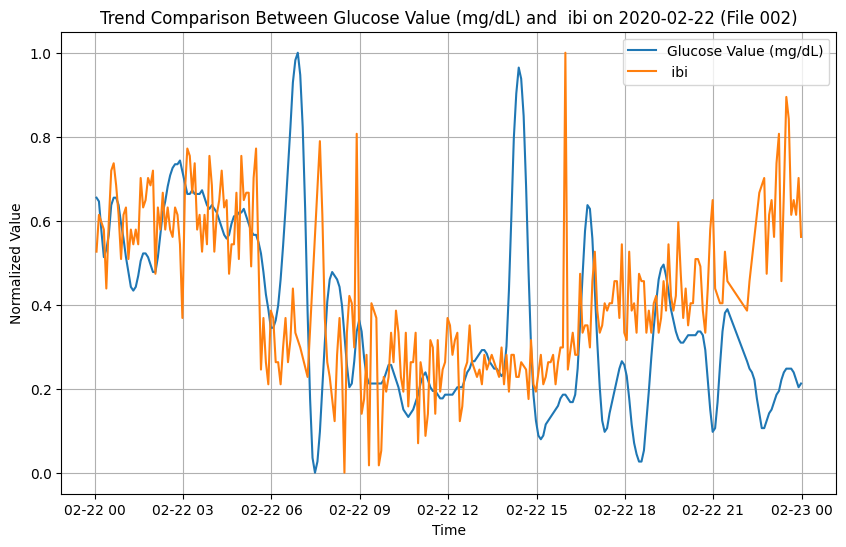 Trend Comparison Between Glucose Value (mg/dL) and  ibi on 2020-02-22 (File 002)
Glucose Value (mg/dL)
ibi
Normalized Value
1.0
0.8
0.6
0.4
0.2
0.0
02-22 00 02-22 03 02-22 06 02-22 09 02-22 12 02-22 15 02-22 18 02-22 21 02-23 00
Time